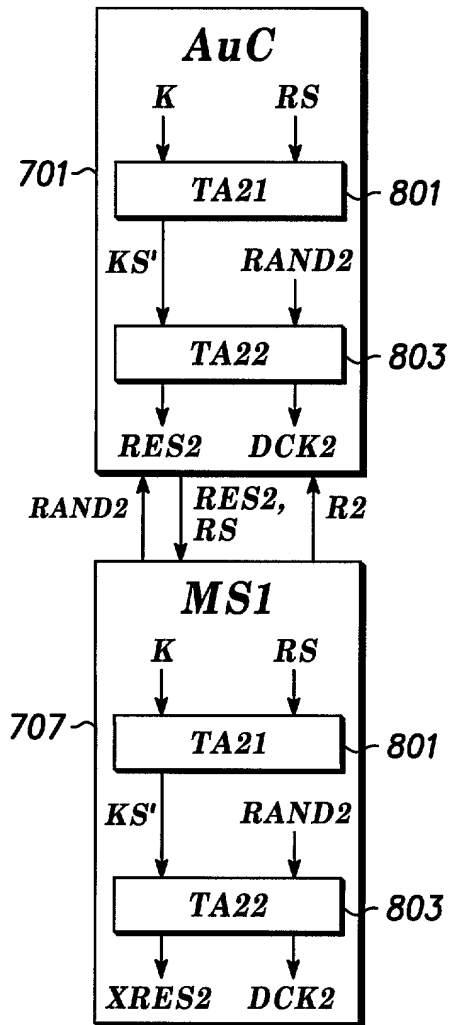 AuC
K RS
701
TA21
801
KS' RAND2
TA22
803
RES2 DCK2
RAND2
RES2,
RS
R2
MS1
K RS
707
TA21
801
KS' RAND2
TA22
803
XRES2 DCK2